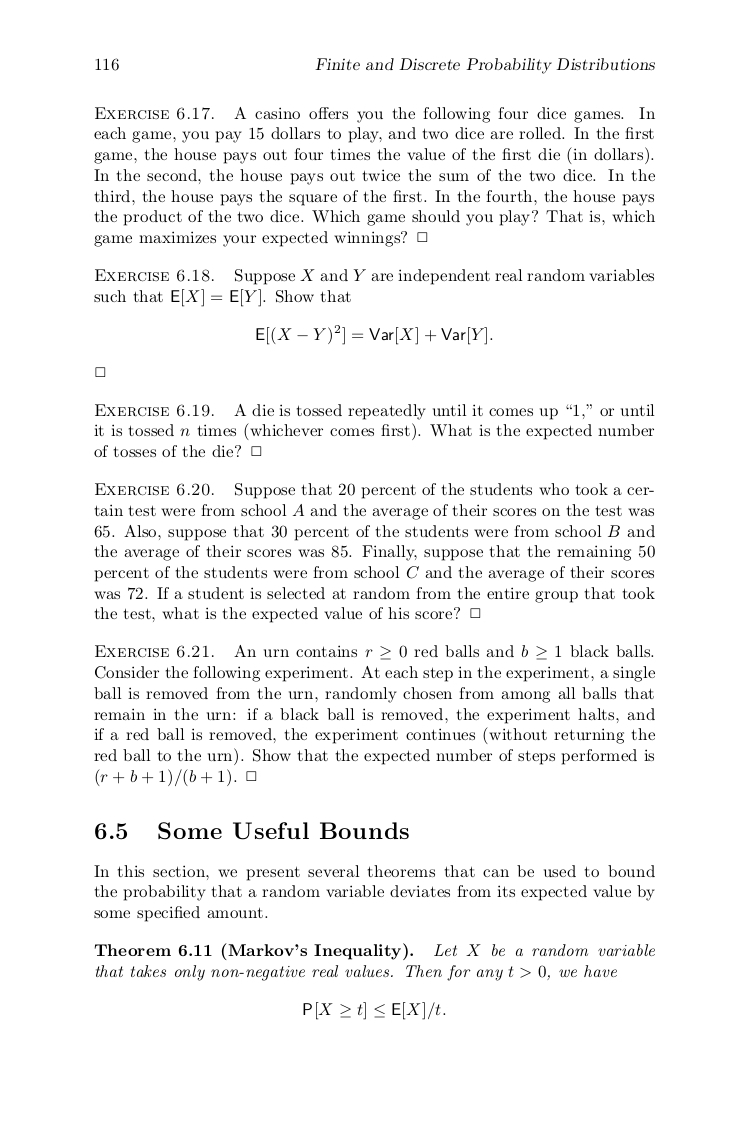 116 Finite and Discrete Probability Distributions
EXERCISE 6.17. A casino offers you the following four dice games. In
each game, you pay 15 dollars to play, and two dice are rolled. In the first
game, the house pays out four times the value of the first die (in dollars).
In the second, the house pays out twice the sum of the two dice. In the
third, the house pays the square of the first. In the fourth, the house pays
the product of the two dice. Which game should you play? That is, which
game maximizes your expected winnings? □
EXERCISE 6.18. Suppose X and Y are independent real random variables
such that E[X] = E[Y]. Show that
E[(X − Y)²] = Var[X] + Var[Y].
□
EXERCISE 6.19. A die is tossed repeatedly until it comes up “1,” or until
it is tossed n times (whichever comes first). What is the expected number
of tosses of the die? □
EXERCISE 6.20. Suppose that 20 percent of the students who took a cer-
tain test were from school A and the average of their scores on the test was
65. Also, suppose that 30 percent of the students were from school B and
the average of their scores was 85. Finally, suppose that the remaining 50
percent of the students were from school C and the average of their scores
was 72. If a student is selected at random from the entire group that took
the test, what is the expected value of his score? □
EXERCISE 6.21. An urn contains r ≥ 0 red balls and b ≥ 1 black balls.
Consider the following experiment. At each step in the experiment, a single
ball is removed from the urn, randomly chosen from among all balls that
remain in the urn: if a black ball is removed, the experiment halts, and
if a red ball is removed, the experiment continues (without returning the
red ball to the urn). Show that the expected number of steps performed is
(r + b + 1)/(b + 1). □
6.5 Some Useful Bounds
In this section, we present several theorems that can be used to bound
the probability that a random variable deviates from its expected value by
some specified amount.
Theorem 6.11 (Markov’s Inequality). Let X be a random variable
that takes only non-negative real values. Then for any t > 0, we have
P[X ≥ t] ≤ E[X]/t.